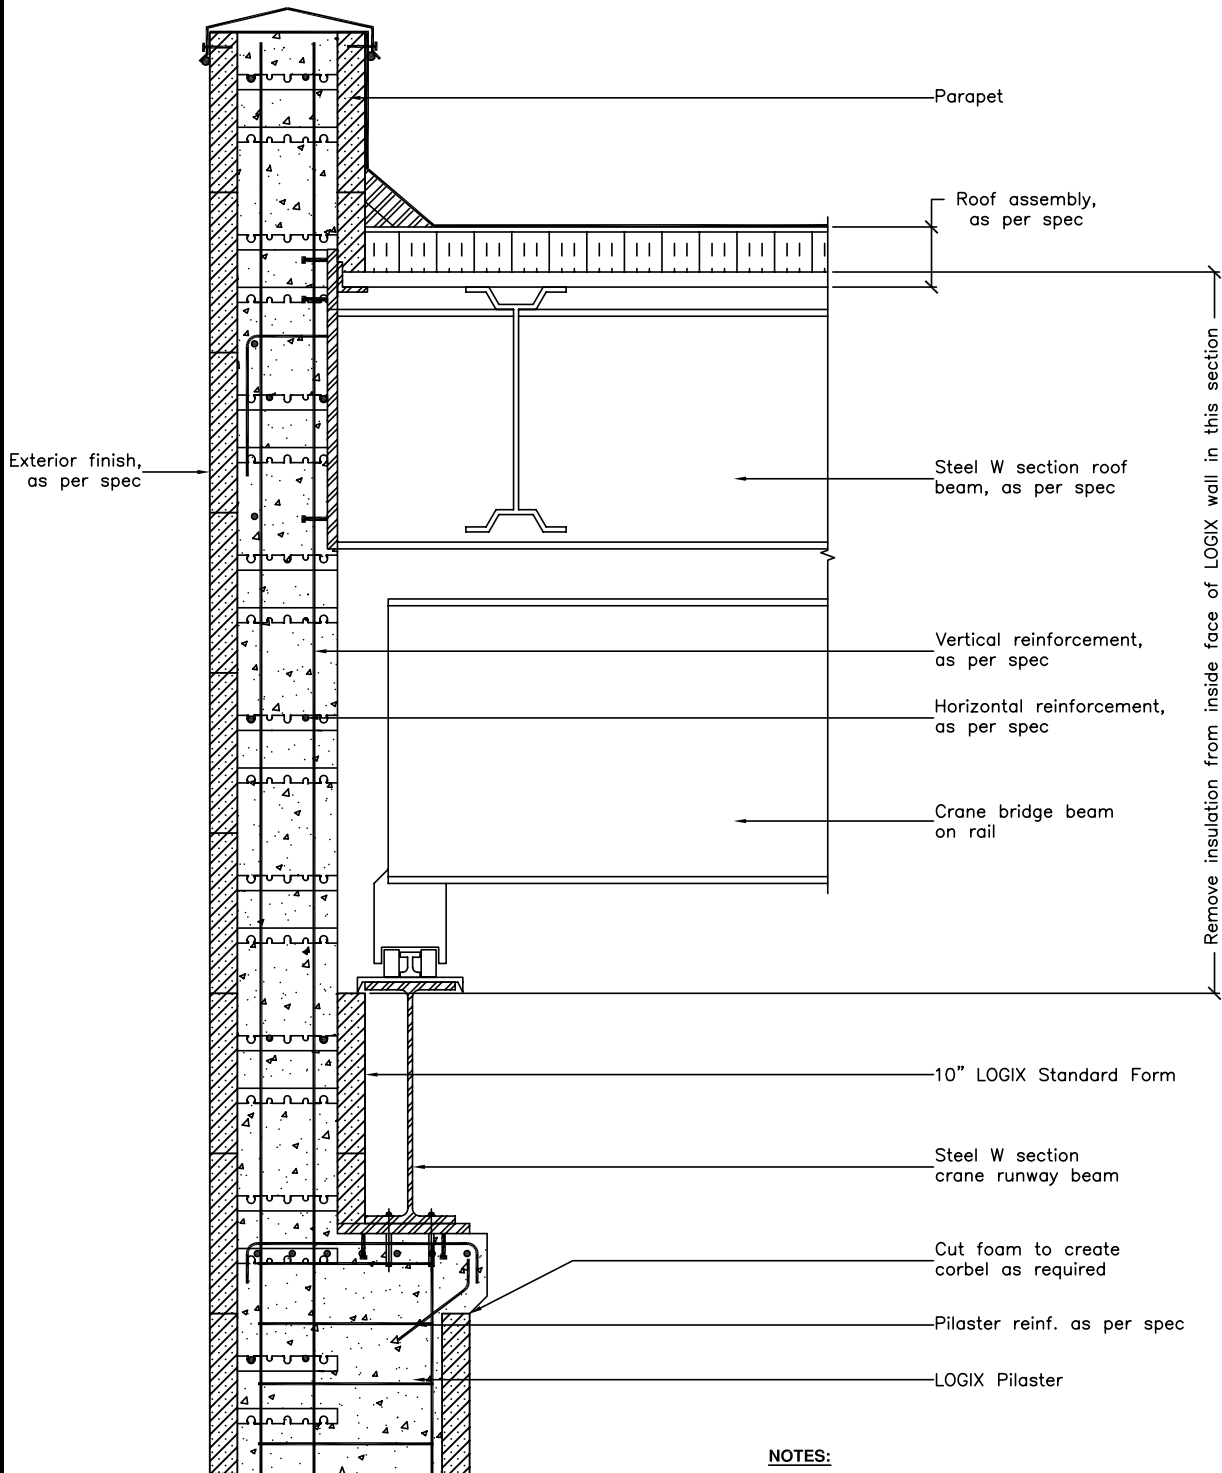 Parapet
Roof assembly,
as per spec
Exterior finish,
as per spec
Steel W section roof
beam, as per spec
Remove insulation from inside face of LOGIX wall in this section
Vertical reinforcement,
as per spec
Horizontal reinforcement,
as per spec
Crane bridge beam
on rail
10” LOGIX Standard Form
Steel W section
crane runway beam
Cut foam to create
corbel as required
Pilaster reinf. as per spec
LOGIX Pilaster
NOTES: